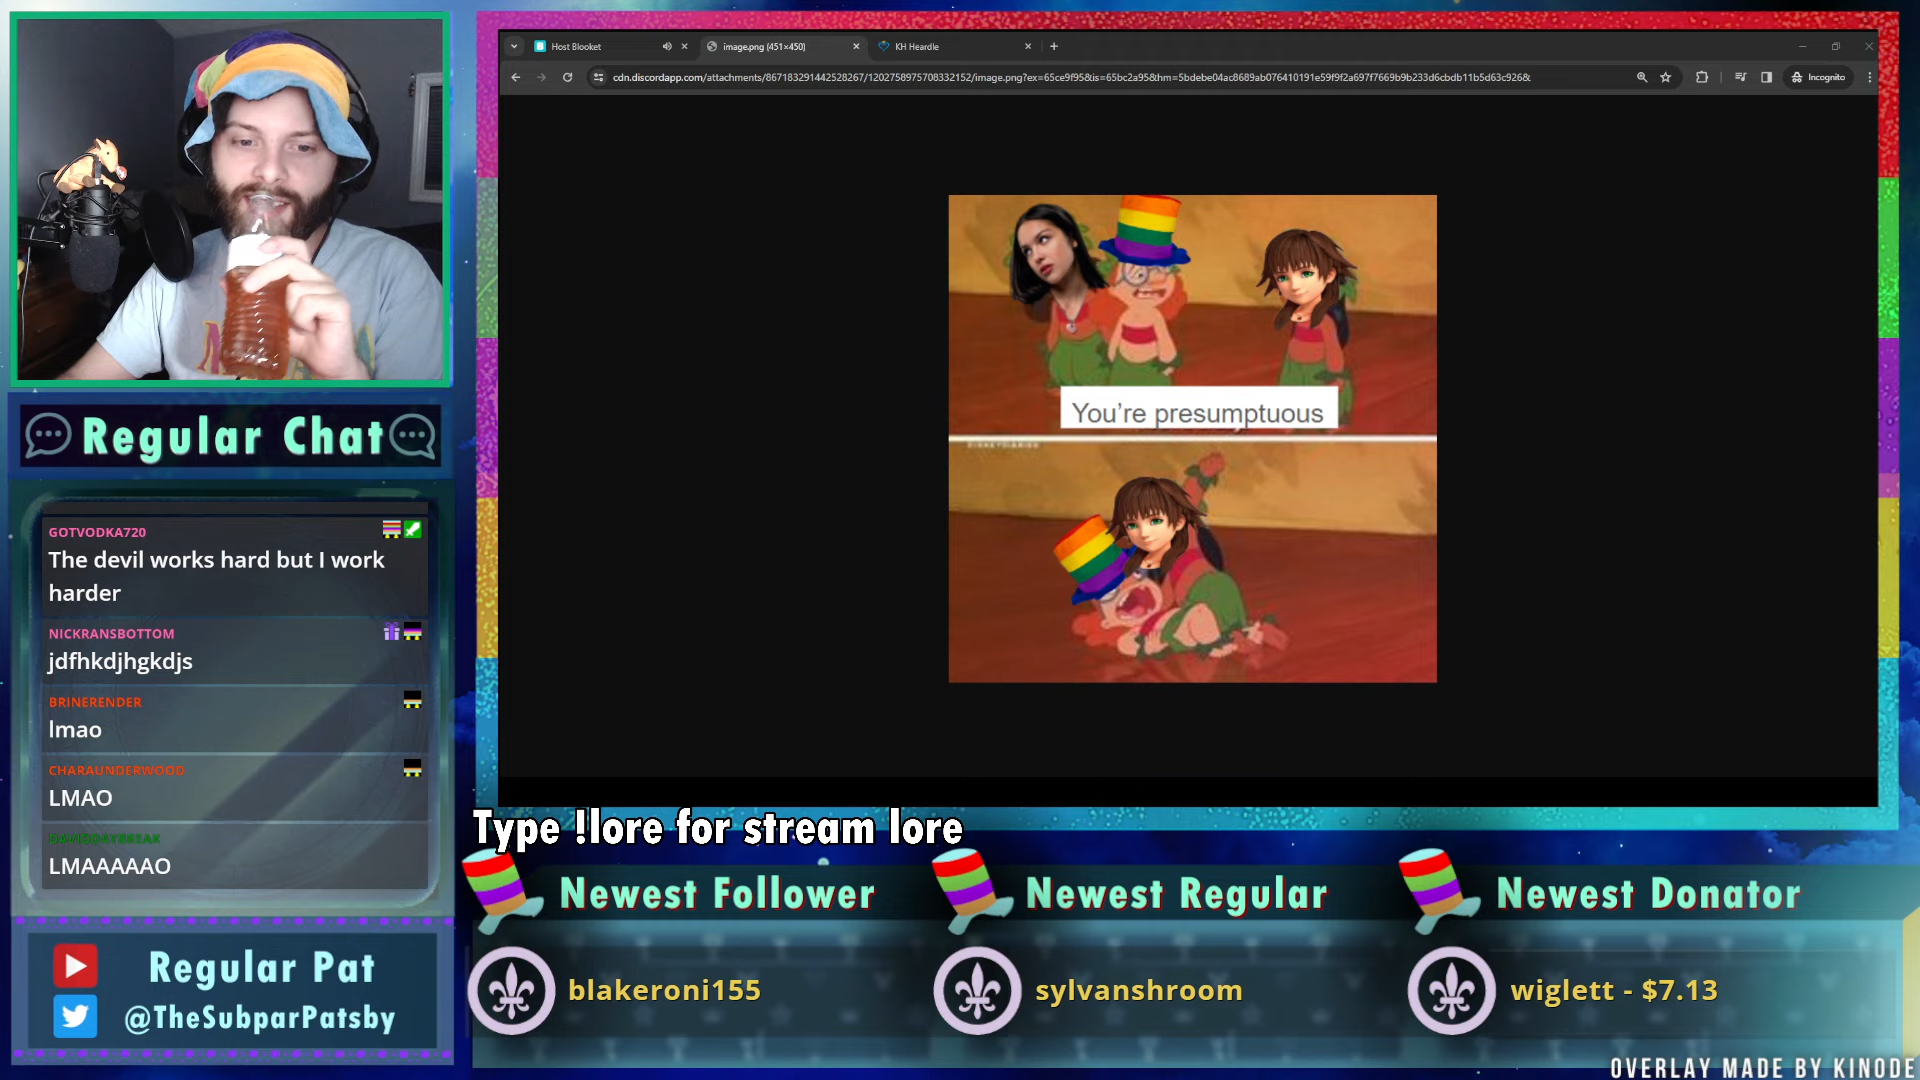 Host Blooket
image.png (451×450)
KH Heardle
Incognito
You're presumptuous
DISNEYDIARIES
Regular Chat
GOTVODKA720
The devil works hard but I work
harder
NICKRANSBOTTOM
jdfhkdjhgkdjs
BRINERENDER
lmao
CHARAUNDERWOOD
LMAO
LMAAAAAO
Regular Pat
@TheSubparPatsby
Type !lore for stream lore
Newest Follower
Newest Regular
Newest Donator
blakeroni155
sylvanshroom
wiglett - $7.13
OVERLAY MADE BY KINODE